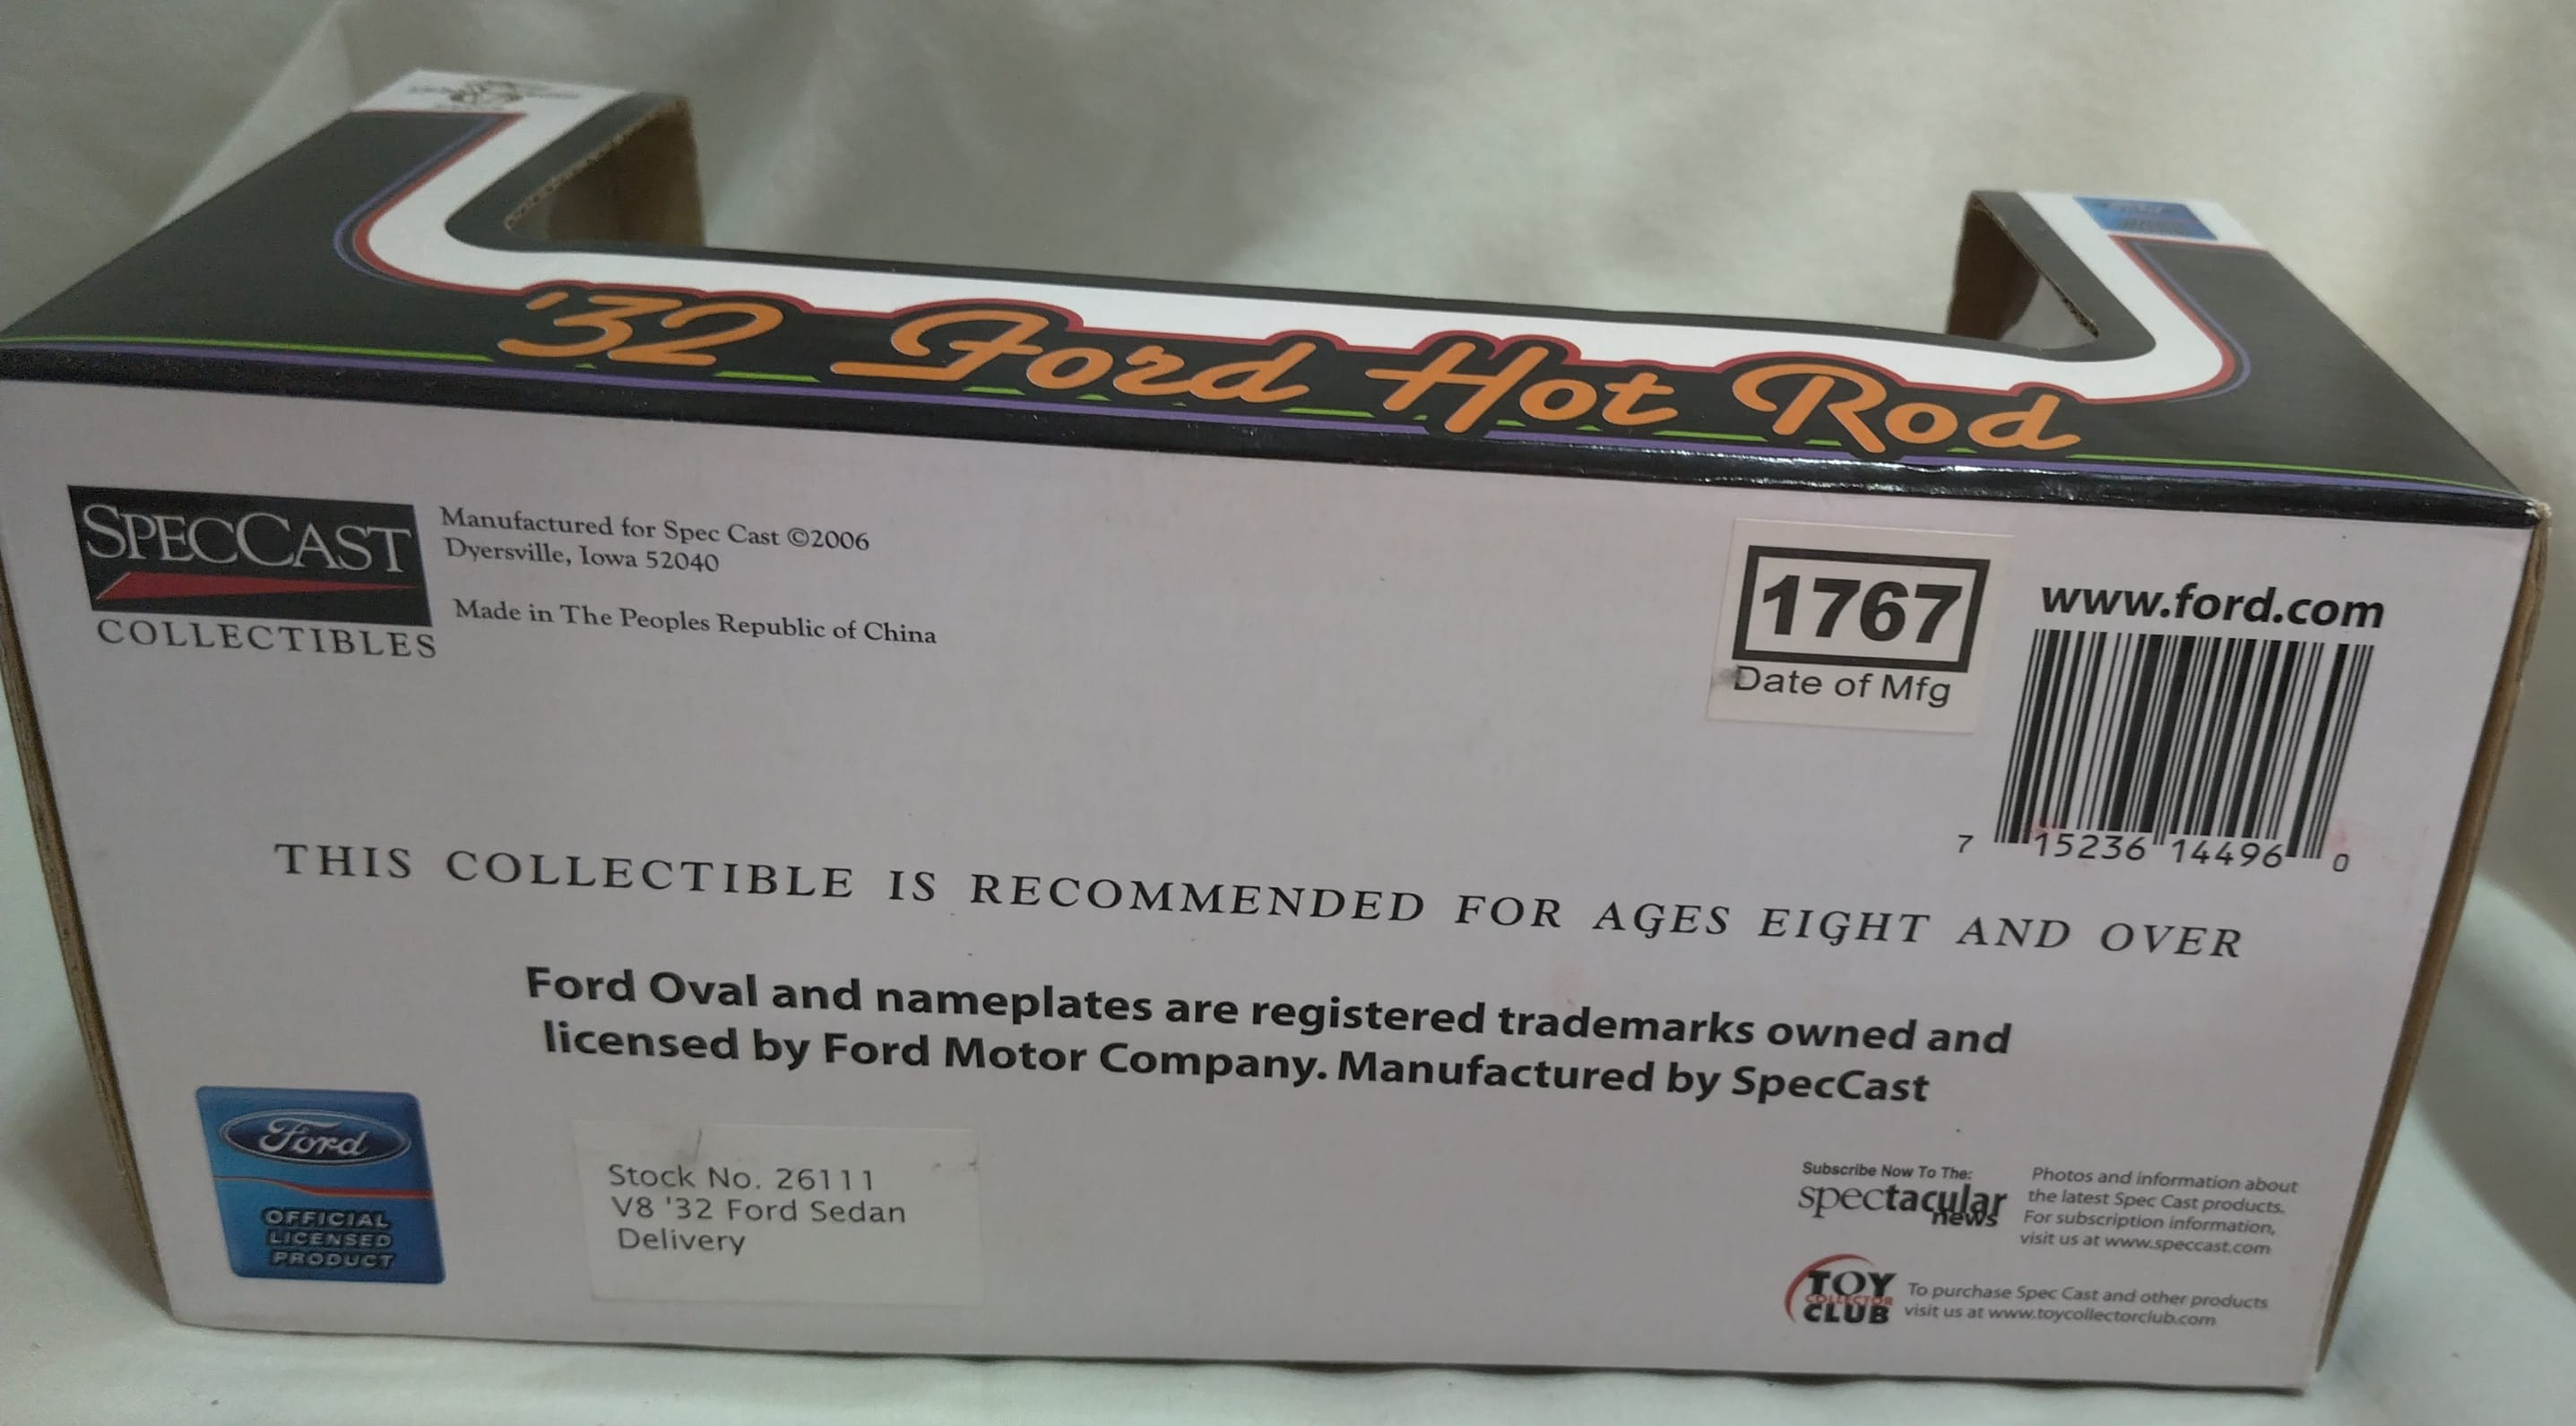 '32 Ford Hot Rod
SPECCAST
COLLECTIBLES
Manufactured for Spec Cast ©2006
Dyersville, Iowa 52040
Made in The Peoples Republic of China
1767
Date of Mfg
www.ford.com
7 15236 14496 0
THIS COLLECTIBLE IS RECOMMENDED FOR AGES EIGHT AND OVER
Ford Oval and nameplates are registered trademarks owned and
licensed by Ford Motor Company. Manufactured by SpecCast
Ford
OFFICIAL
LICENSED
PRODUCT
Stock No. 26111
V8 '32 Ford Sedan
Delivery
Subscribe Now To The:
spectacular
news
Photos and information about
the latest Spec Cast products.
For subscription information,
visit us at www.speccast.com
TOY
COLLECTOR
CLUB
To purchase Spec Cast and other products
visit us at www.toycollectorclub.com